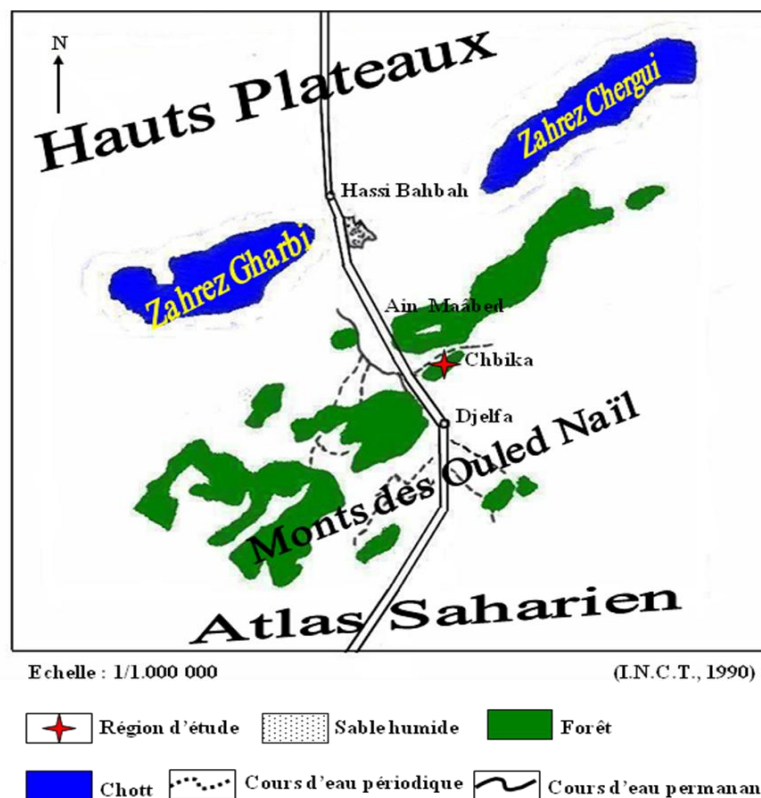 N
Hauts Plateaux
Zahrez Chergui
Hassi Bahbah
Zahrez Gharbi
Ain Maâbed
Chbika
Djelfa
Monts des Ouled Naïl
Atlas Saharien
Echelle : 1/1.000 000
(I.N.C.T., 1990)
Région d'étude
Sable humide
Forêt
Chott
Cours d'eau périodique
Cours d'eau permanan